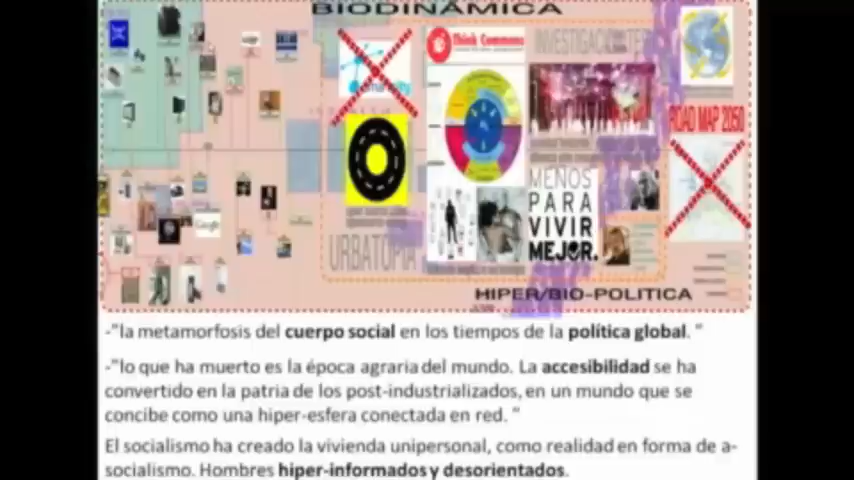 BIODINÁMICA
Think Commons
ROAD MAP 2050
MENOS
PARA
VIVIR
MEJOR.
Google
URBATOPIA
HIPER/BIO-POLITICA
-"la metamorfosis del cuerpo social en los tiempos de la política global. "
-"lo que ha muerto es la época agraria del mundo. La accesibilidad se ha
convertido en la patria de los post-industrializados, en un mundo que se
concibe como una hiper-esfera conectada en red. "
El socialismo ha creado la vivienda unipersonal, como realidad en forma de a-
socialismo. Hombres hiper-informados y desorientados.